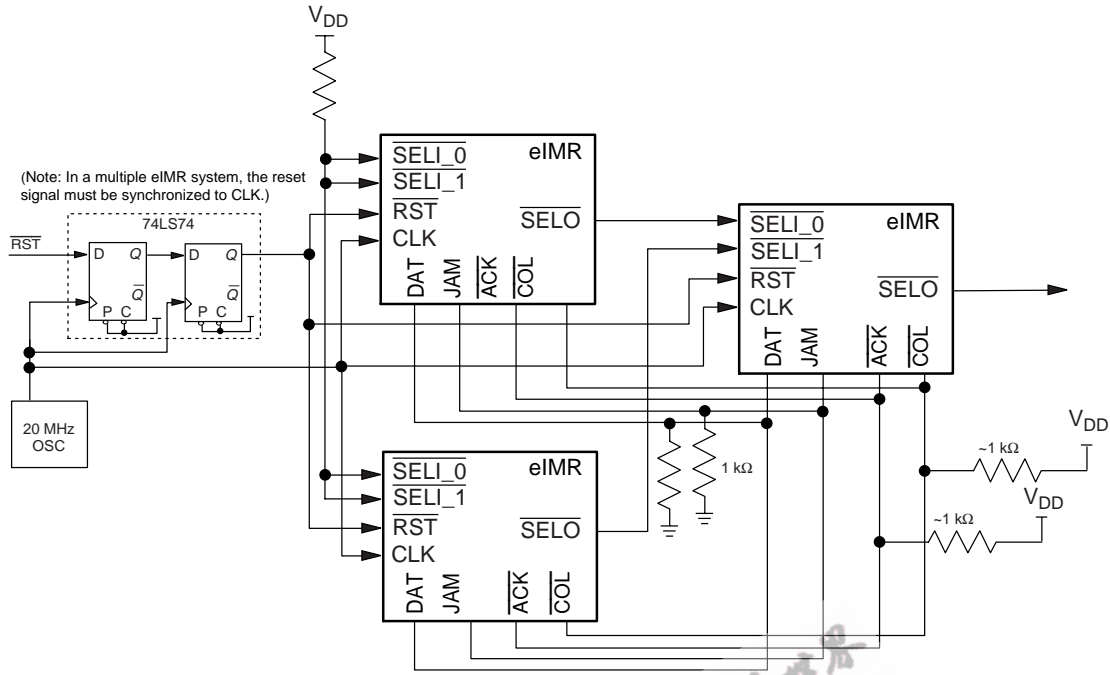 VDD
(Note: In a multiple eIMR system, the reset
signal must be synchronized to CLK.)
74LS74
RST
D Q
Q
P C
D Q
Q
P C
20 MHz
OSC
SELI_0
SELI_1
RST
CLK
eIMR
SELO
DAT
JAM
ACK
COL
SELI_0
SELI_1
RST
CLK
eIMR
SELO
DAT
JAM
ACK
COL
SELI_0
SELI_1
RST
CLK
eIMR
SELO
DAT
JAM
ACK
COL
1 kΩ
~1 kΩ
VDD
~1 kΩ
VDD